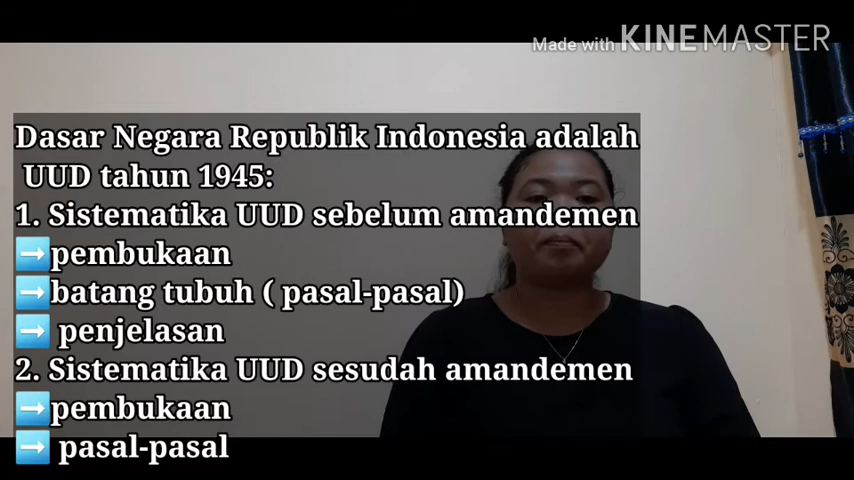 Made with KINEMASTER
Dasar Negara Republik Indonesia adalah
UUD tahun 1945:
1. Sistematika UUD sebelum amandemen
➡pembukaan
➡batang tubuh ( pasal-pasal)
➡ penjelasan
2. Sistematika UUD sesudah amandemen
➡pembukaan
➡ pasal-pasal